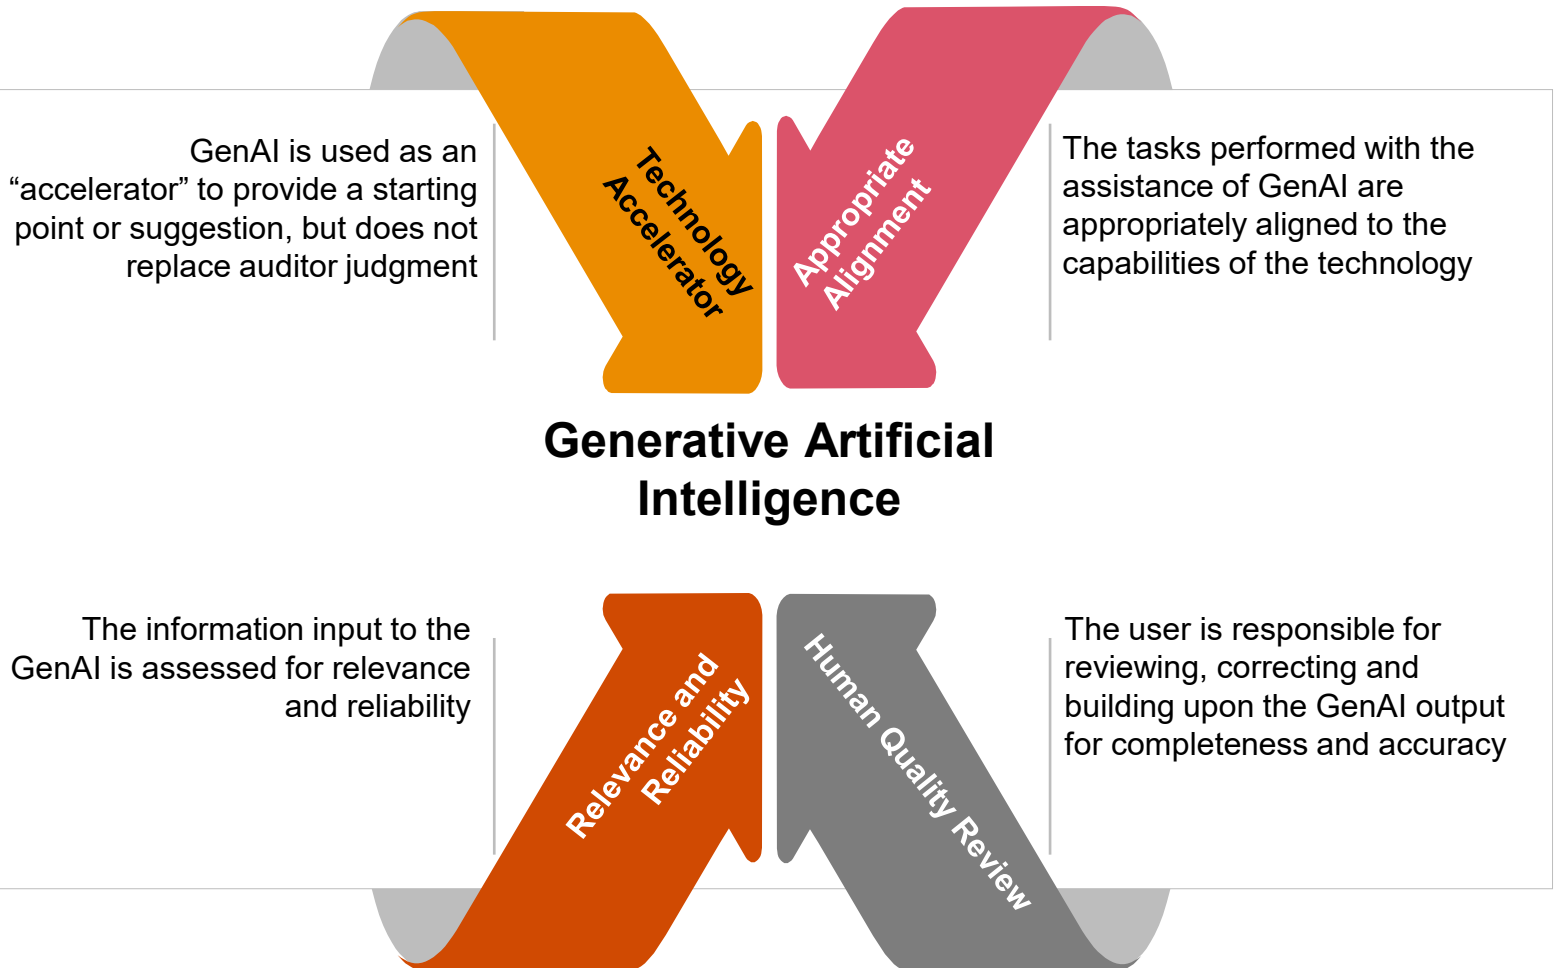 GenAI is used as an
“accelerator” to provide a starting
point or suggestion, but does not
replace auditor judgment
Technology
Accelerator
Appropriate
Alignment
The tasks performed with the
assistance of GenAI are
appropriately aligned to the
capabilities of the technology
Generative Artificial
Intelligence
The information input to the
GenAI is assessed for relevance
and reliability
Relevance and
Reliability
Human Quality Review
The user is responsible for
reviewing, correcting and
building upon the GenAI output
for completeness and accuracy